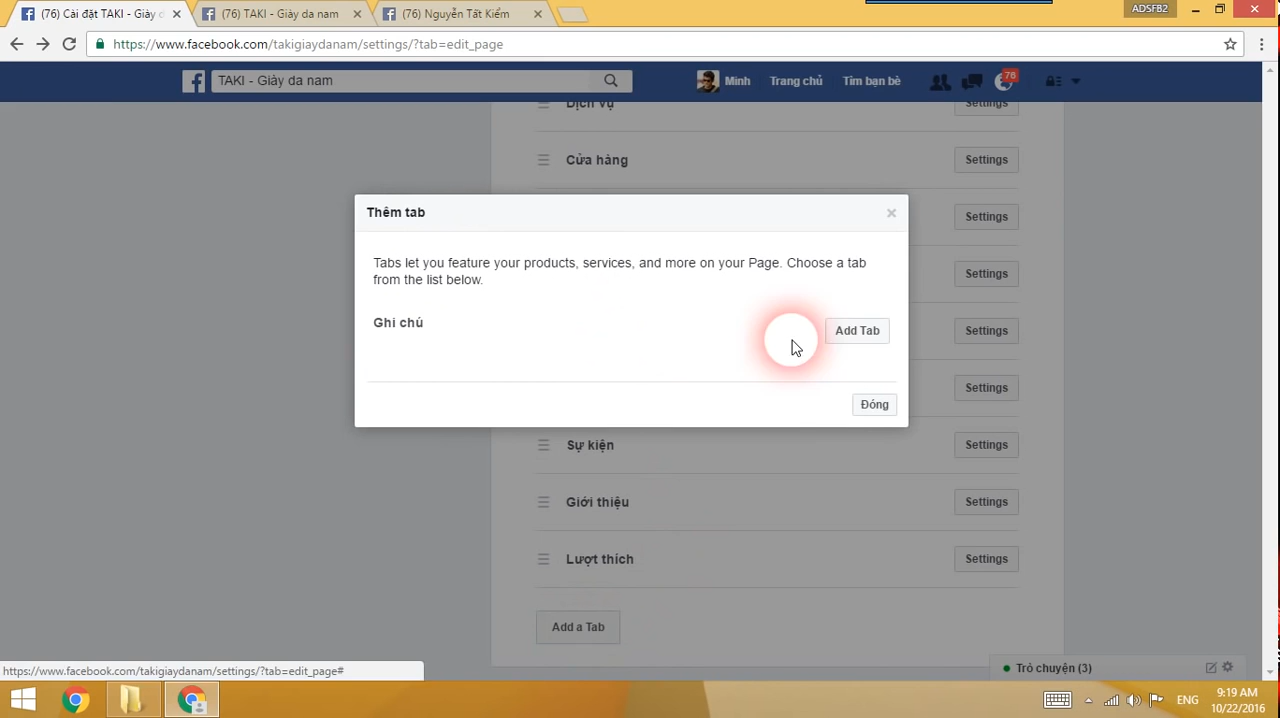 (76) Cài đặt TAKI - Giày d
(76) TAKI - Giày da nam
(76) Nguyễn Tất Kiểm
ADSFB2
https://www.facebook.com/takigiaydanam/settings/?tab=edit_page
TAKI - Giày da nam
Minh
Trang chủ
Tìm bạn bè
76
Dịch vụ
Settings
Cửa hàng
Settings
Thêm tab
Settings
Tabs let you feature your products, services, and more on your Page. Choose a tab
from the list below.
Settings
Ghi chú
Add Tab
Settings
Settings
Đóng
Sự kiện
Settings
Giới thiệu
Settings
Lượt thích
Settings
Add a Tab
https://www.facebook.com/takigiaydanam/settings/?tab=edit_page#
Trò chuyện (3)
ENG
9:19 AM
10/22/2016